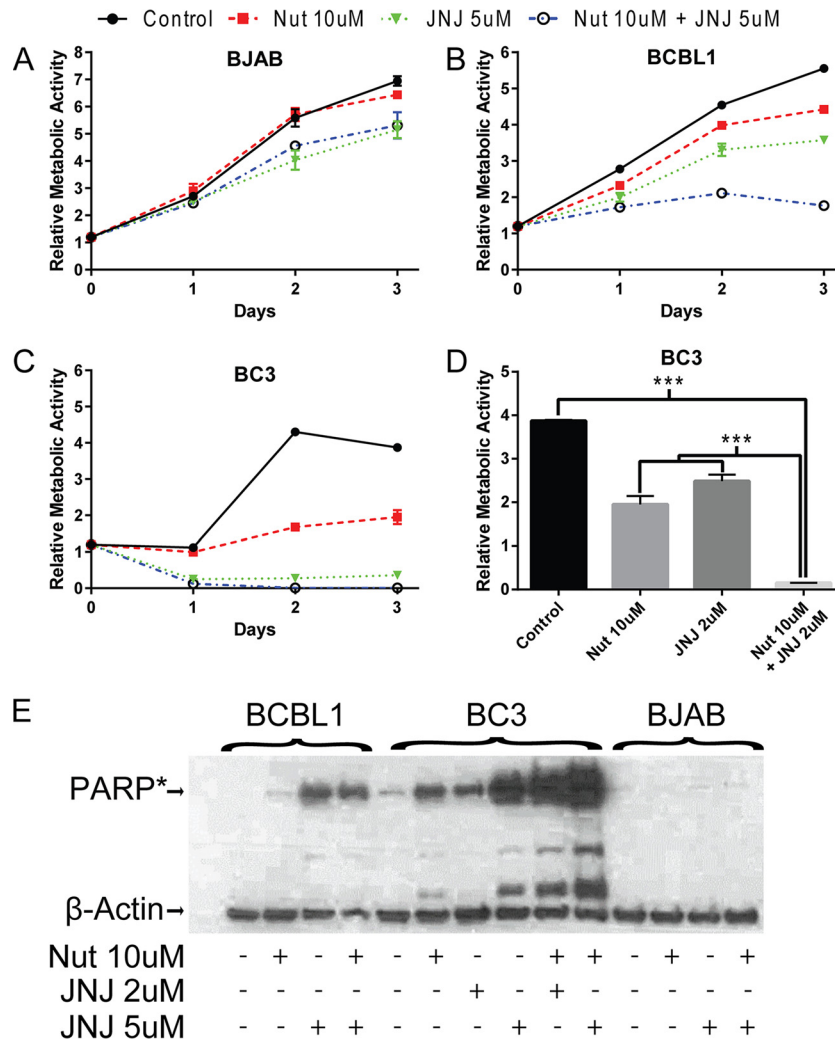 Control Nut 10uM JNJ 5uM Nut 10uM + JNJ 5uM
A
BJAB
Relative Metabolic Activity
8
7
6
5
4
3
2
1
0
0 1 2 3
Days
B
BCBL1
Relative Metabolic Activity
6
5
4
3
2
1
0
0 1 2 3
Days
C
BC3
Relative Metabolic Activity
6
4
2
0
0 1 2 3
Days
D
BC3
Relative Metabolic Activity
5
4
3
2
1
0
***
***
Control
Nut 10uM
JNJ 2uM
Nut 10uM
+ JNJ 2uM
E
BCBL1 BC3 BJAB
PARP*→
β-Actin→
Nut 10uM - + - + - + - - + + - + - +
JNJ 2uM - - - - - - + - + - - - - -
JNJ 5uM - - + + - - - + - + - - + +